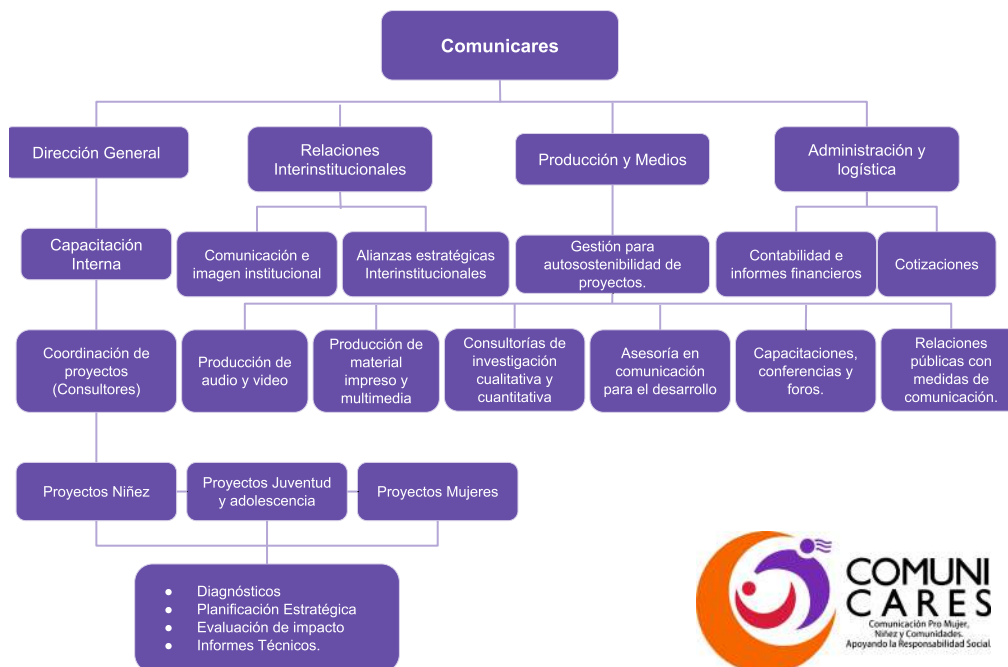 Comunicares
Dirección General
Relaciones
Interinstitucionales
Producción y Medios
Administración y
logística
Capacitación
Interna
Comunicación e
imagen institucional
Alianzas estratégicas
Interinstitucionales
Gestión para
autosostenibilidad de
proyectos.
Contabilidad e
informes financieros
Cotizaciones
Coordinación de
proyectos
(Consultores)
Producción de
audio y video
Producción de
material
impreso y
multimedia
Consultorías de
investigación
cualitativa y
cuantitativa
Asesoría en
comunicación
para el desarrollo
Capacitaciones,
conferencias y
foros.
Relaciones
públicas con
medidas de
comunicación.
Proyectos Niñez
Proyectos Juventud
y adolescencia
Proyectos Mujeres
● Diagnósticos
● Planificación Estratégica
● Evaluación de impacto
● Informes Técnicos.
COMUNI
CARES
Comunicación Pro Mujer,
Niñez y Comunidades.
Apoyando la Responsabilidad Social